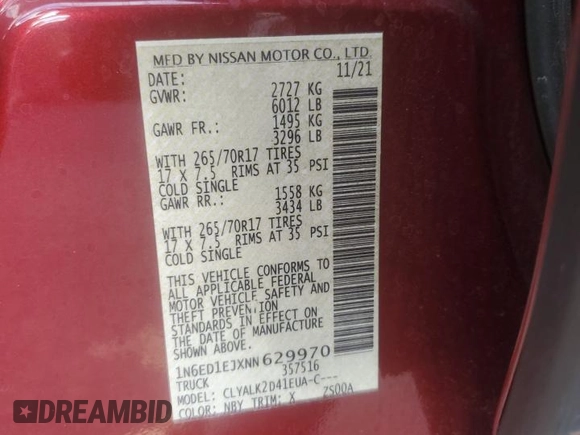 MFD BY NISSAN MOTOR CO., LTD.
DATE: 11/21
GVWR: 2727 KG
6012 LB
GAWR FR.: 1495 KG
3296 LB
WITH 265/70R17 TIRES
17 X 7.5 RIMS AT 35 PSI
COLD SINGLE
GAWR RR.: 1558 KG
3434 LB
WITH 265/70R17 TIRES
17 X 7.5 RIMS AT 35 PSI
COLD SINGLE
THIS VEHICLE CONFORMS TO
ALL APPLICABLE FEDERAL
MOTOR VEHICLE SAFETY AND
THEFT PREVENTION
STANDARDS IN EFFECT ON
THE DATE OF MANUFACTURE
SHOWN ABOVE.
1N6ED1EJXNN629970
TRUCK 357516
MODEL: CLYALK2D41EUA-C---
COLOR: NBY TRIM: X ZS00A
DREAMBID